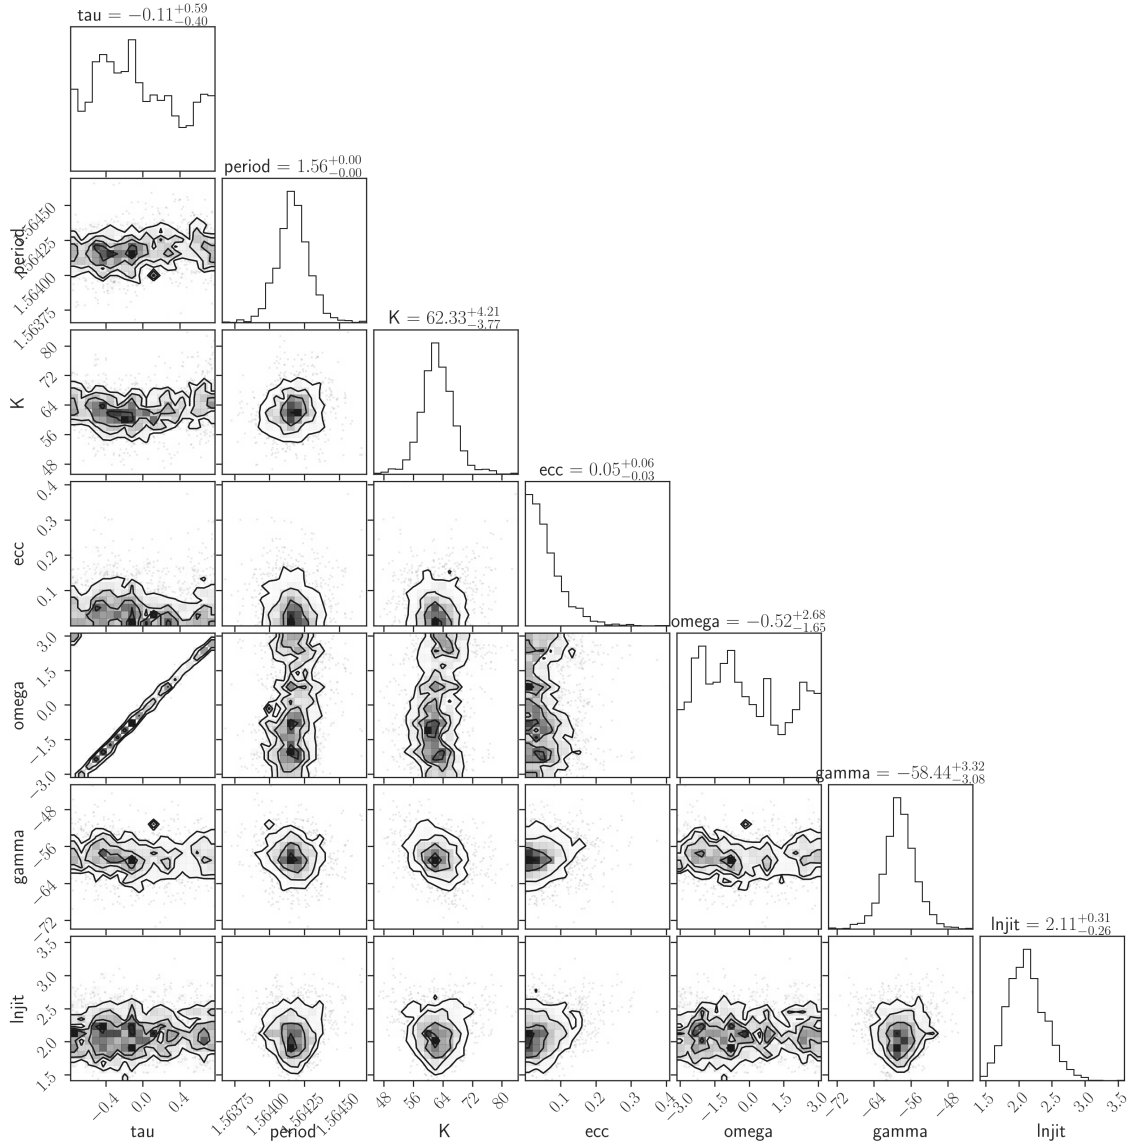 tau = −0.11+0.59 −0.40
period = 1.56+0.00 −0.00
period
1.56450
1.56425
1.56400
1.56375
K = 62.33+4.21 −3.77
K
80
72
64
56
48
ecc = 0.05+0.06 −0.03
ecc
0.4
0.3
0.2
0.1
omega = −0.52+2.68 −1.65
omega
3.0
1.5
0.0
−1.5
−3.0
gamma = −58.44+3.32 −3.08
gamma
−48
−56
−64
−72
lnjit = 2.11+0.31 −0.26
lnjit
3.5
3.0
2.5
2.0
1.5
−0.4 0.0 0.4 1.56375 1.56400 1.56425 1.56450 48 56 64 72 80 0.1 0.2 0.3 0.4 −3.0 −1.5 0.0 1.5 3.0 −72 −64 −56 −48 1.5 2.0 2.5 3.0 3.5
tau period K ecc omega gamma lnjit